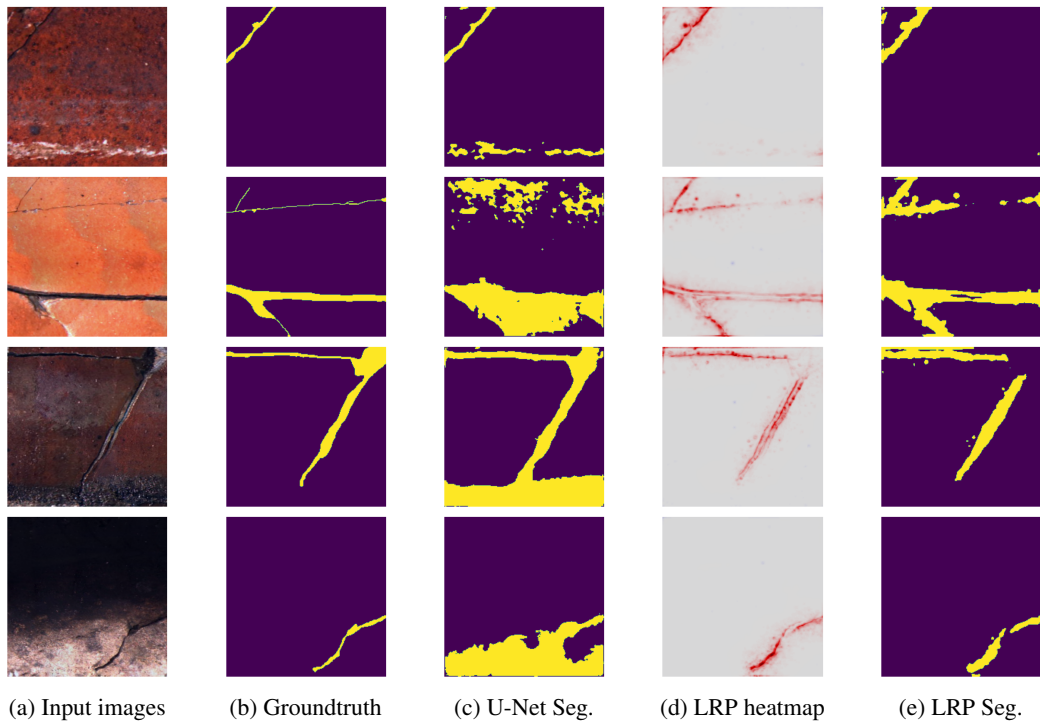 (a) Input images
(b) Groundtruth
(c) U-Net Seg.
(d) LRP heatmap
(e) LRP Seg.